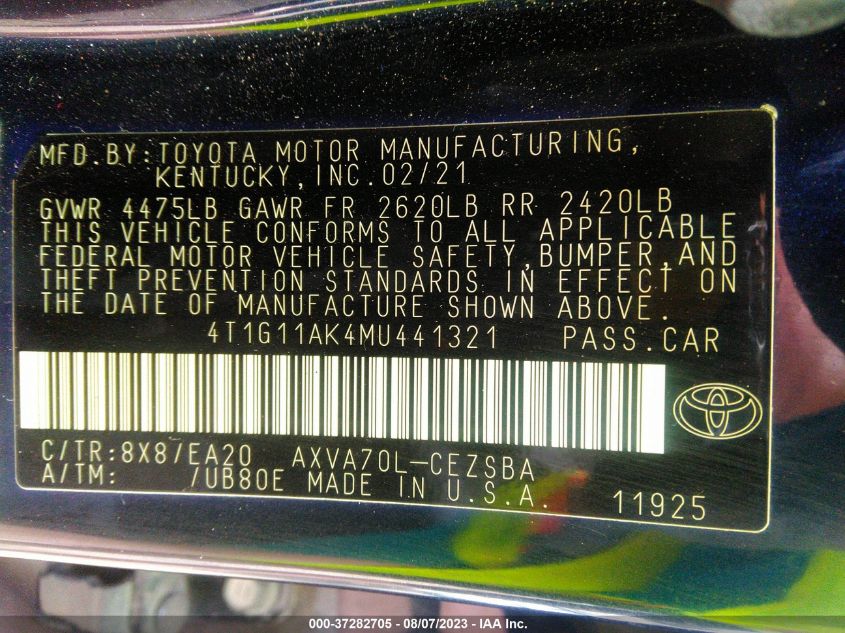 MFD.BY:TOYOTA MOTOR MANUFACTURING,
KENTUCKY,INC.02/21
GVWR 4475LB GAWR FR 2620LB RR 2420LB
THIS VEHICLE CONFORMS TO ALL APPLICABLE
FEDERAL MOTOR VEHICLE SAFETY,BUMPER,AND
THEFT PREVENTION STANDARDS IN EFFECT ON
THE DATE OF MANUFACTURE SHOWN ABOVE.
4T1G11AK4MU441321 PASS.CAR
C/TR:8X8/EA20 AXVA70L-CEZSBA
A/TM: /UB80E MADE IN U.S.A. 11925
000-37282705 - 08/07/2023 - IAA Inc.